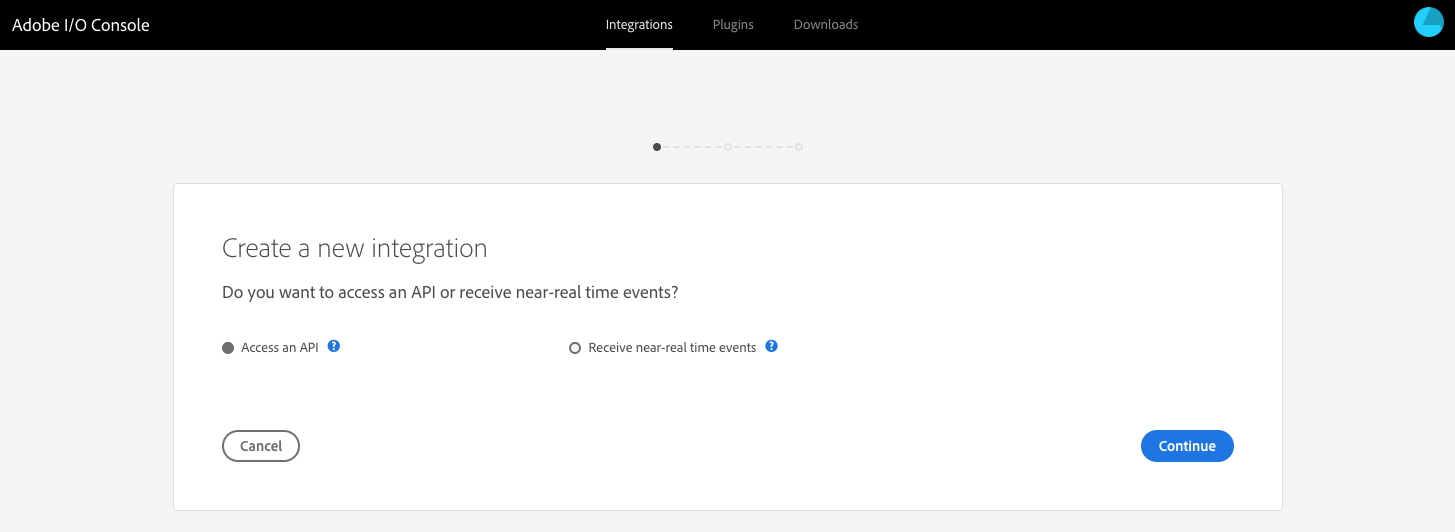 Adobe I/O Console
Integrations
Plugins
Downloads
Create a new integration
Do you want to access an API or receive near-real time events?
Access an API ?
Receive near-real time events ?
Cancel
Continue